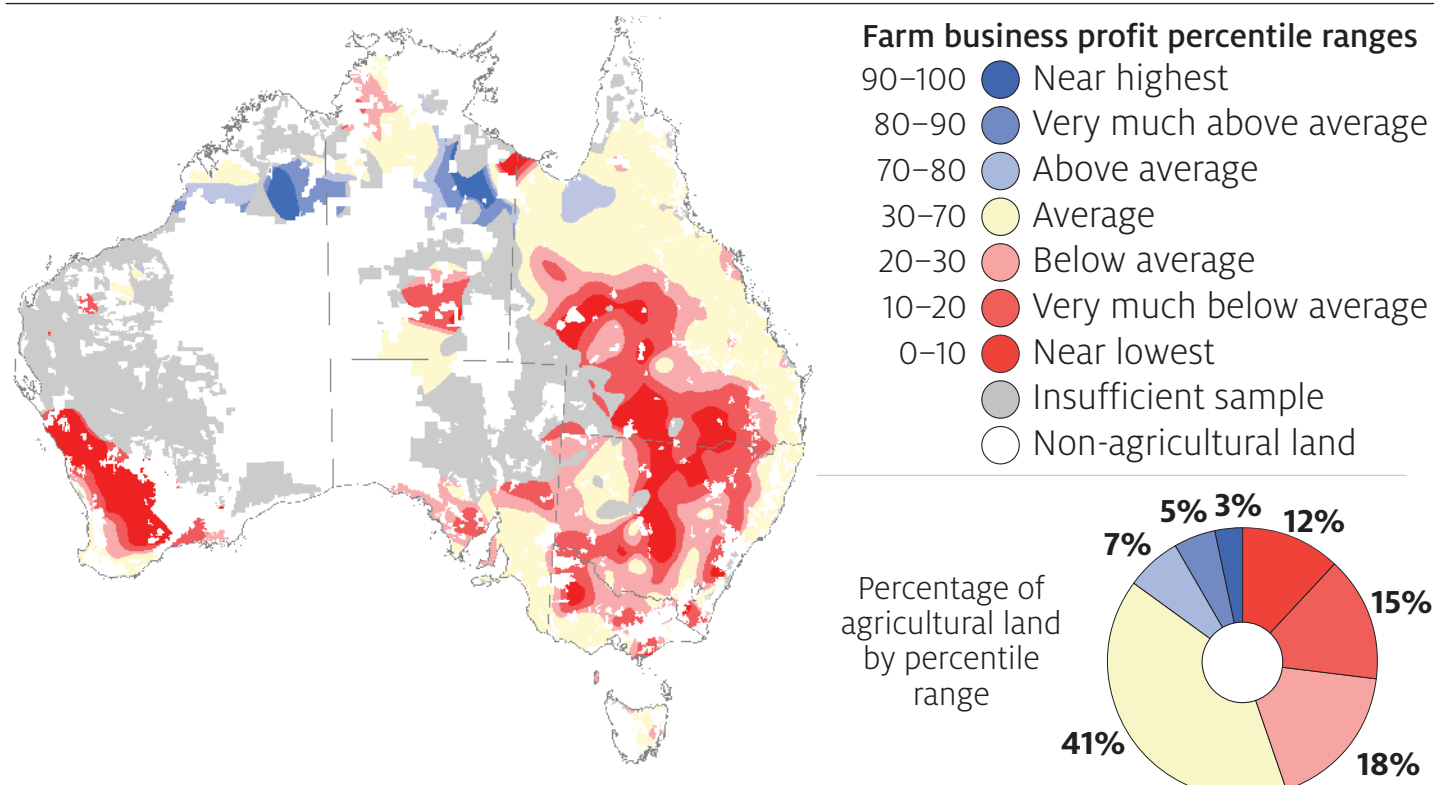 Farm business profit percentile ranges
90–100 Near highest
80–90 Very much above average
70–80 Above average
30–70 Average
20–30 Below average
10–20 Very much below average
0–10 Near lowest
Insufficient sample
Non-agricultural land
Percentage of
agricultural land
by percentile
range
5% 3% 12%
7%
15%
41%
18%